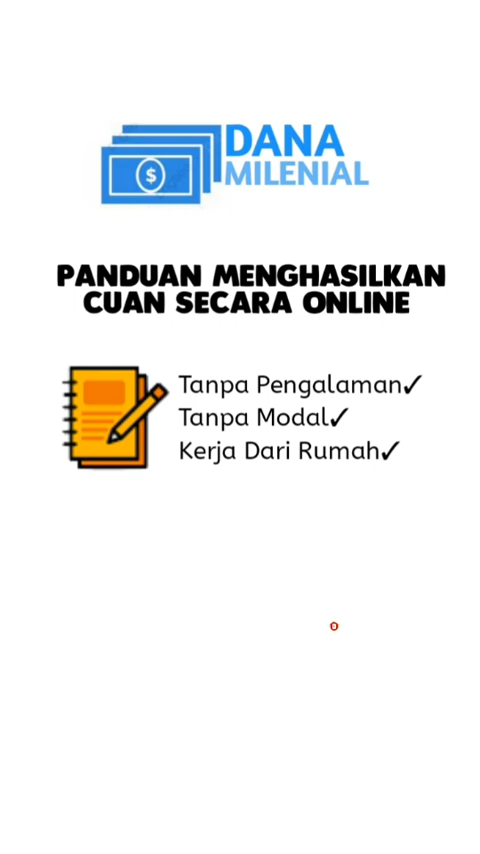 $
DANA
MILENIAL
PANDUAN MENGHASILKAN
CUAN SECARA ONLINE
Tanpa Pengalaman✓
Tanpa Modal✓
Kerja Dari Rumah✓